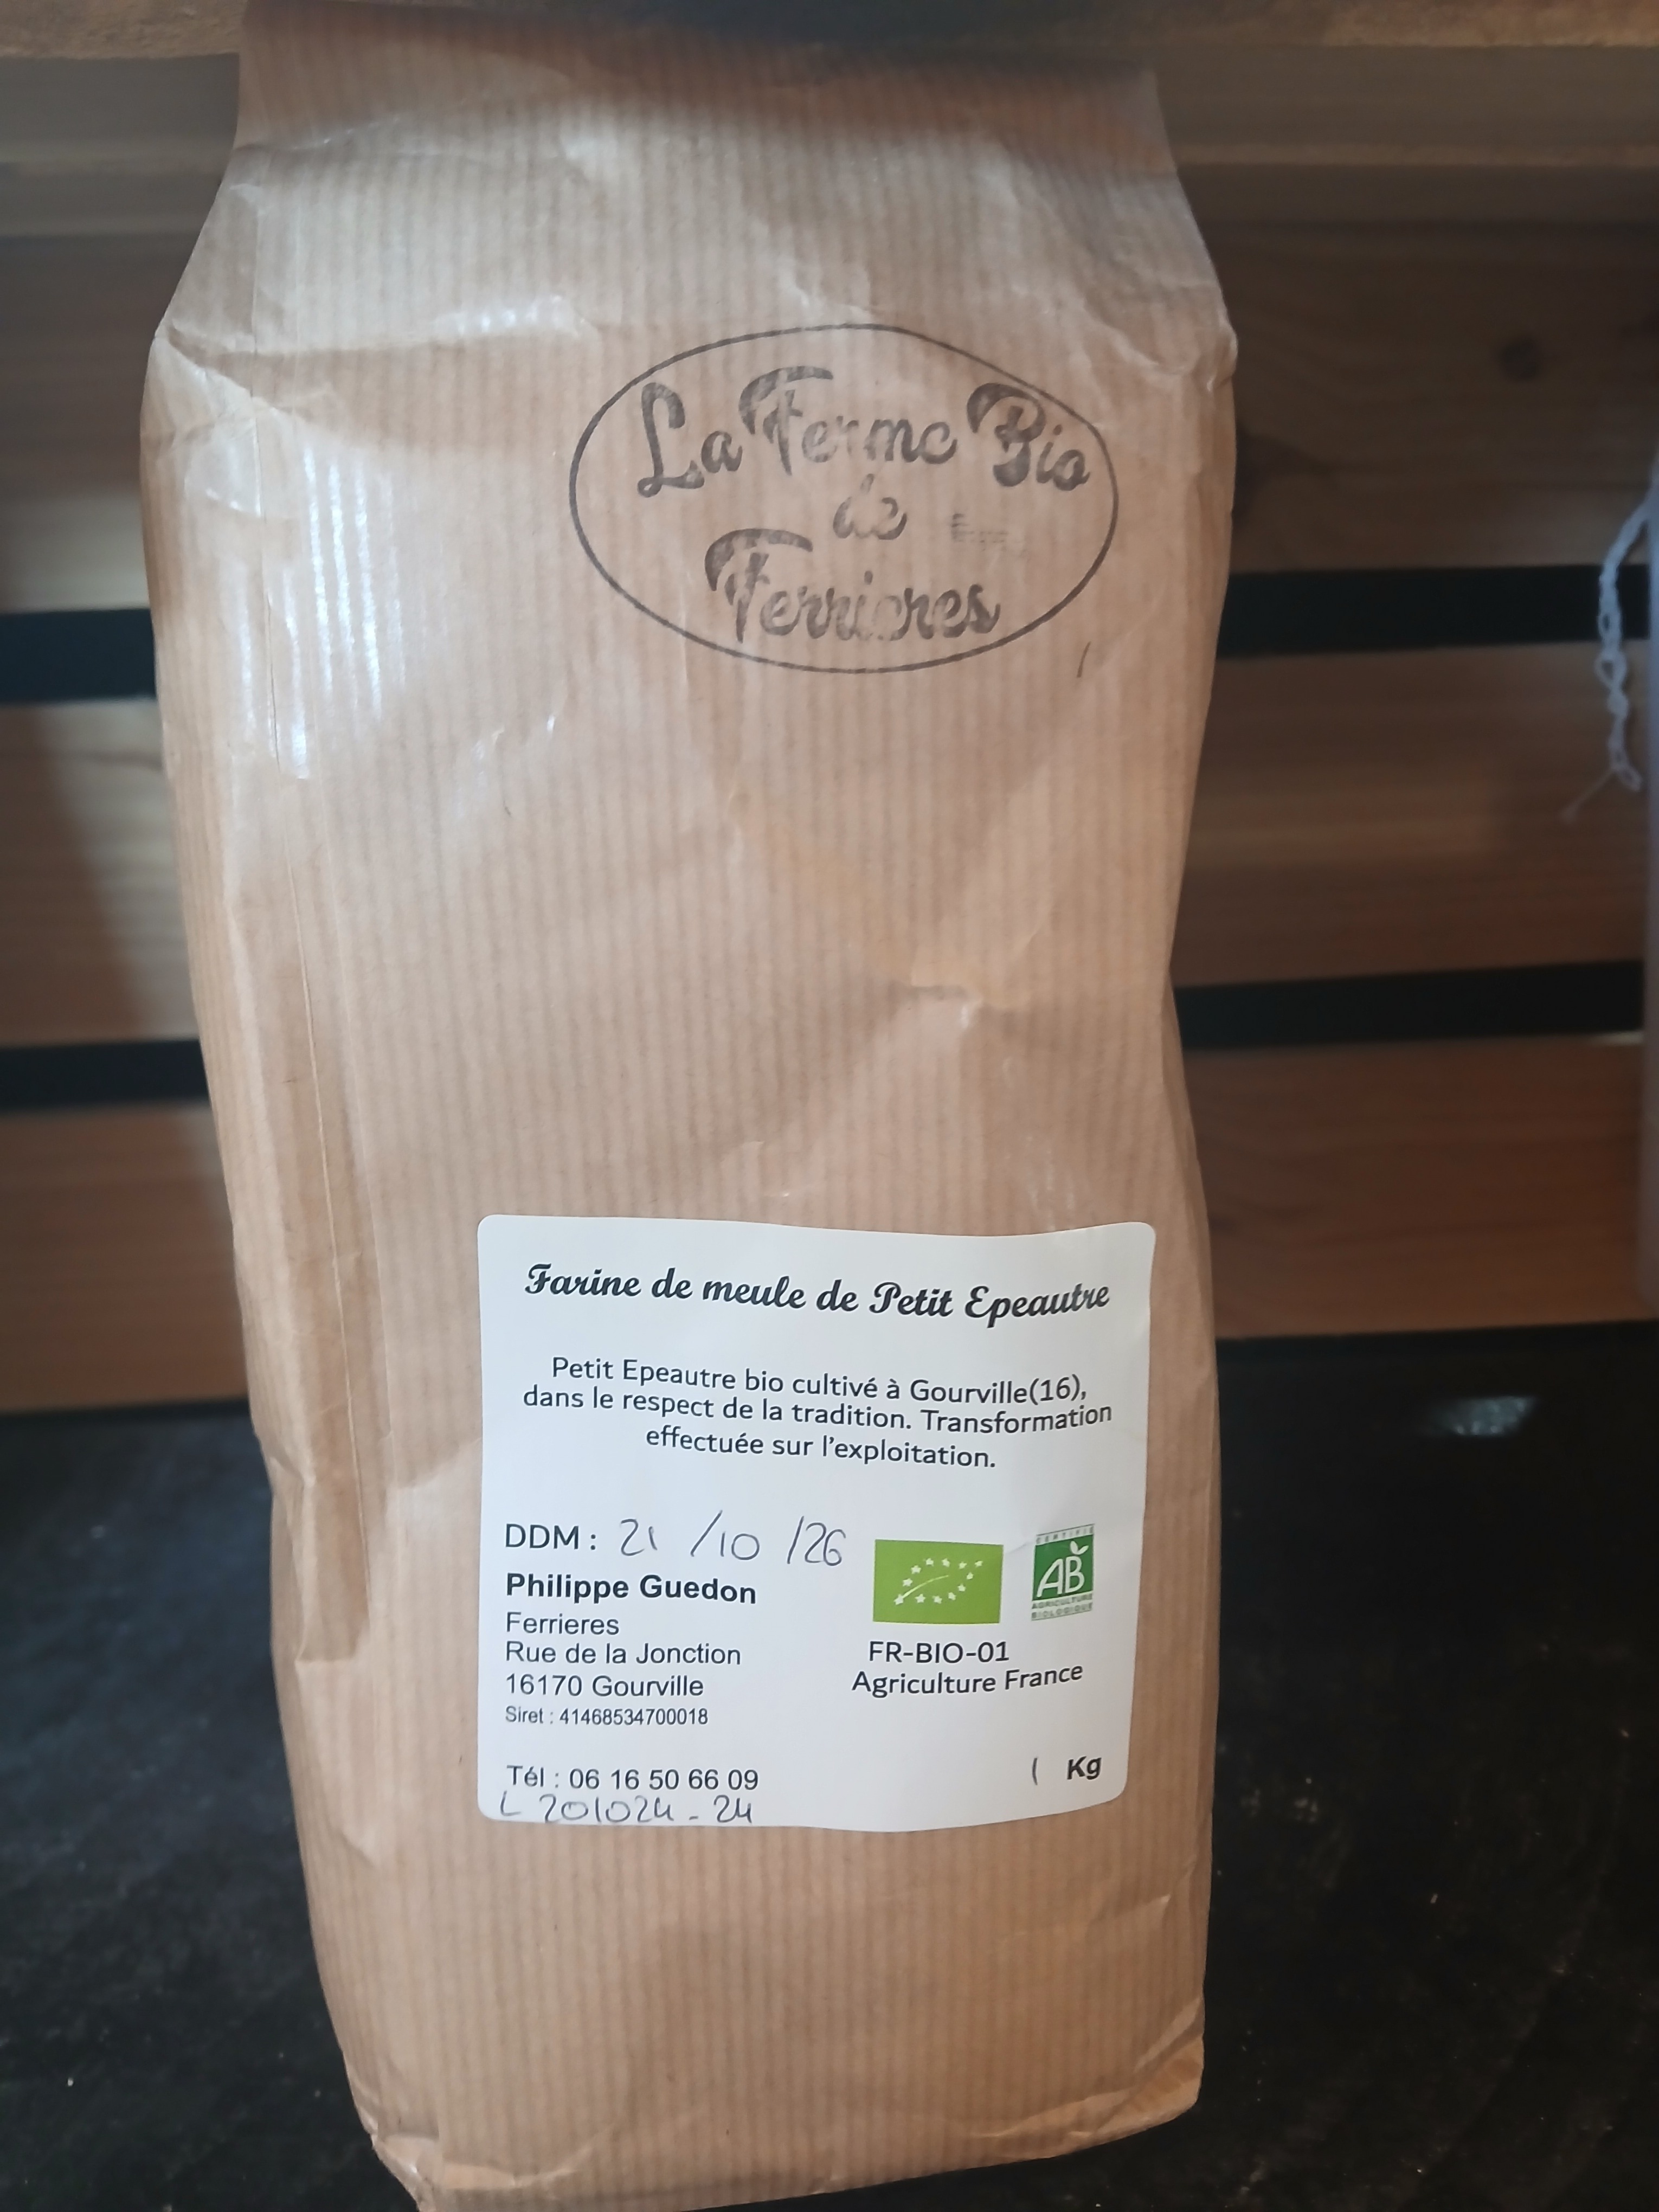 La Ferme Bio
de
Ferrieres
Farine de meule de Petit Epeautre
Petit Epeautre bio cultivé à Gourville(16),
dans le respect de la tradition. Transformation
effectuée sur l'exploitation.
DDM : 21 /10 /26
Philippe Guedon
Ferrieres
Rue de la Jonction
16170 Gourville
Siret : 41468534700018
Tél : 06 16 50 66 09
L 201024 - 24
CERTIFIÉ
AB
AGRICULTURE
BIOLOGIQUE
FR-BIO-01
Agriculture France
1 Kg